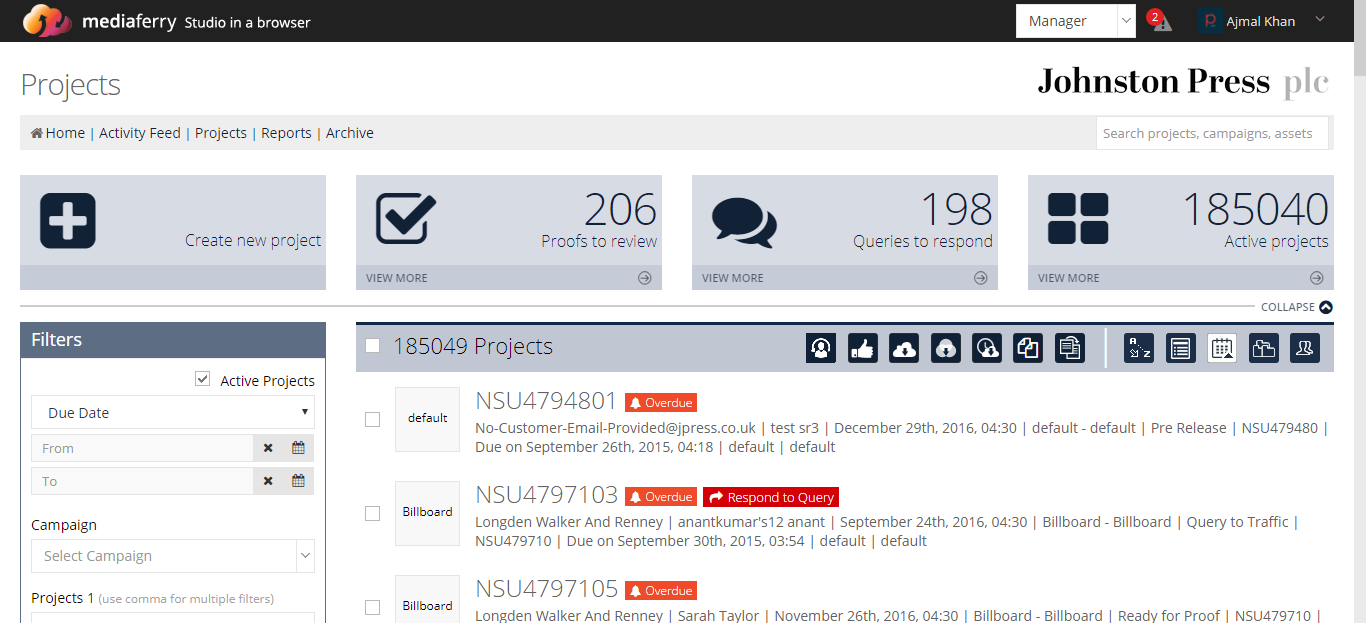 mediaferry Studio in a browser
Manager
2
Ajmal Khan
Projects
Johnston Press plc
Home | Activity Feed | Projects | Reports | Archive
Search projects, campaigns, assets
Create new project
206
Proofs to review
VIEW MORE
198
Queries to respond
VIEW MORE
185040
Active projects
VIEW MORE
COLLAPSE
Filters
Active Projects
Due Date
From
To
Campaign
Select Campaign
Projects 1 (use comma for multiple filters)
185049 Projects
A
Z
default
NSU4794801 Overdue
No-Customer-Email-Provided@jpress.co.uk | test sr3 | December 29th, 2016, 04:30 | default - default | Pre Release | NSU479480 |
Due on September 26th, 2015, 04:18 | default | default
Billboard
NSU4797103 Overdue Respond to Query
Longden Walker And Renney | anantkumar's12 anant | September 24th, 2016, 04:30 | Billboard - Billboard | Query to Traffic |
NSU479710 | Due on September 30th, 2015, 03:54 | default | default
Billboard
NSU4797105 Overdue
Longden Walker And Renney | Sarah Taylor | November 26th, 2016, 04:30 | Billboard - Billboard | Ready for Proof | NSU479710 |